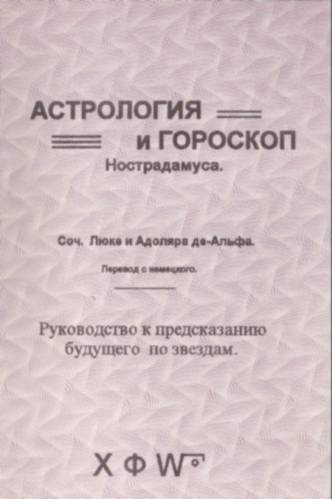 АСТРОЛОГИЯ
и ГОРОСКОП
Нострадамуса.
Соч. Люке и Адоляра де-Альфа.
Перевод с немецкого.
Руководство к предсказанию
будущего по звездам.
Х Ф W